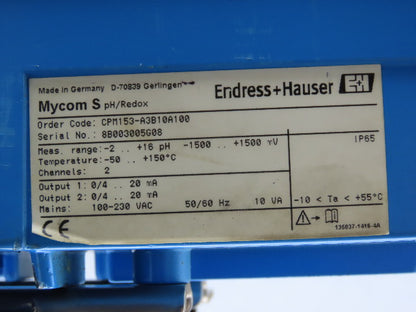 Made in Germany D-70839 Gerlingen
Endress+Hauser EH
Mycom S pH/Redox
Order Code: CPM153-A3B10A100
Serial No.: 8B003005G08
Meas. range:-2 .. +16 pH -1500 .. +1500 mV
IP65
Temperature:-50 .. +150°C
Channels: 2
Output 1: 0/4 .. 20 mA
Output 2: 0/4 .. 20 mA
Mains: 100-230 VAC 50/60 Hz 10 VA
-10 < Ta < +55°C
CE
136037-1416-4A